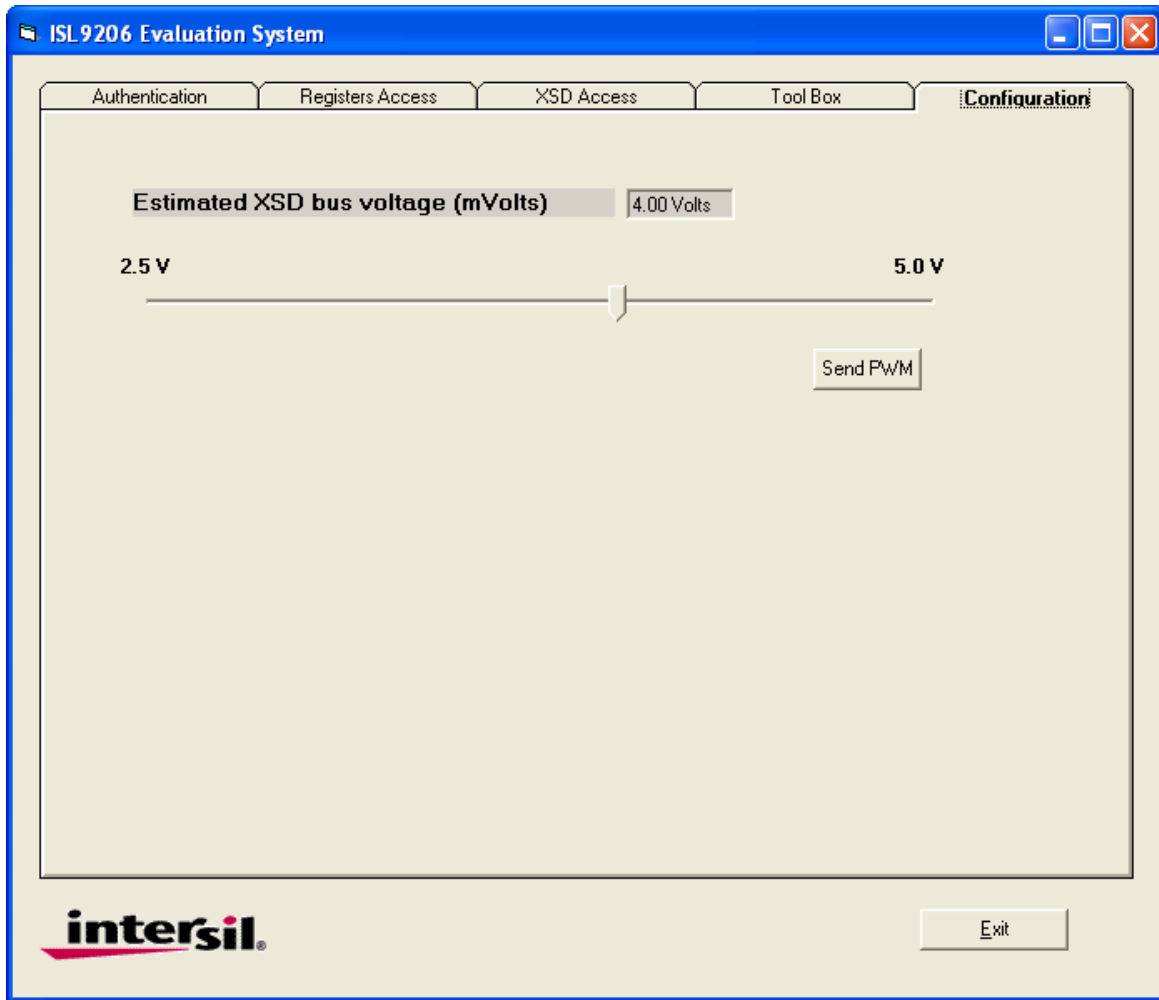 ISL9206 Evaluation System
Authentication Registers Access XSD Access Tool Box Configuration
Estimated XSD bus voltage (mVolts) 4.00 Volts
2.5 V 5.0 V
Send PWM
intersil®
Exit